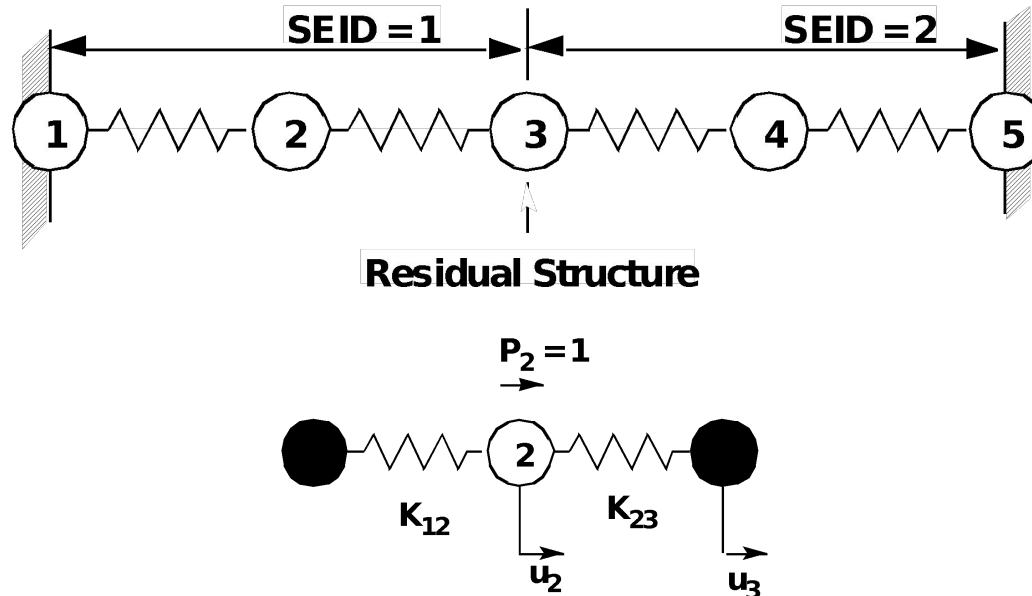 SEID = 1 SEID = 2
1 2 3 4 5
Residual Structure
P2 = 1
2
K12 K23
u2 u3